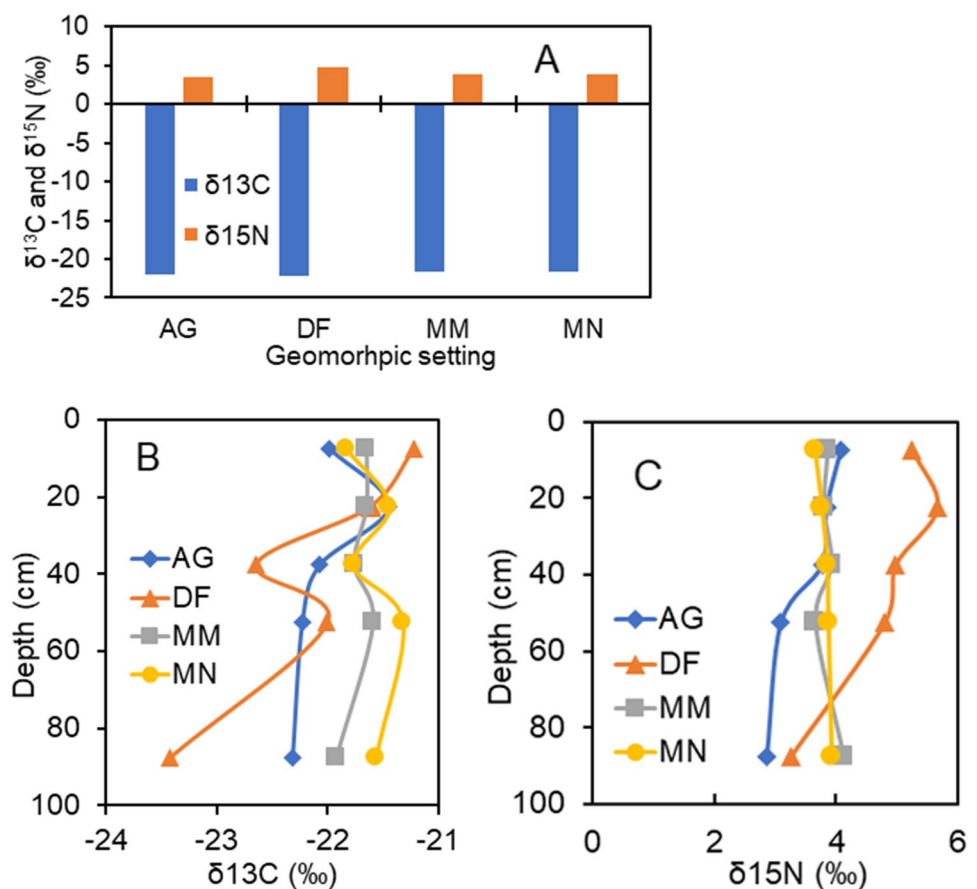 10
5
0
-5
-10
-15
-20
-25
δ¹³C and δ¹⁵N (‰)
A
δ13C
δ15N
AG DF MM MN
Geomorhpic setting
0
20
40
60
80
100
Depth (cm)
B
AG
DF
MM
MN
-24 -23 -22 -21
δ13C (‰)
0
20
40
60
80
100
Depth (cm)
C
AG
DF
MM
MN
0 2 4 6
δ15N (‰)